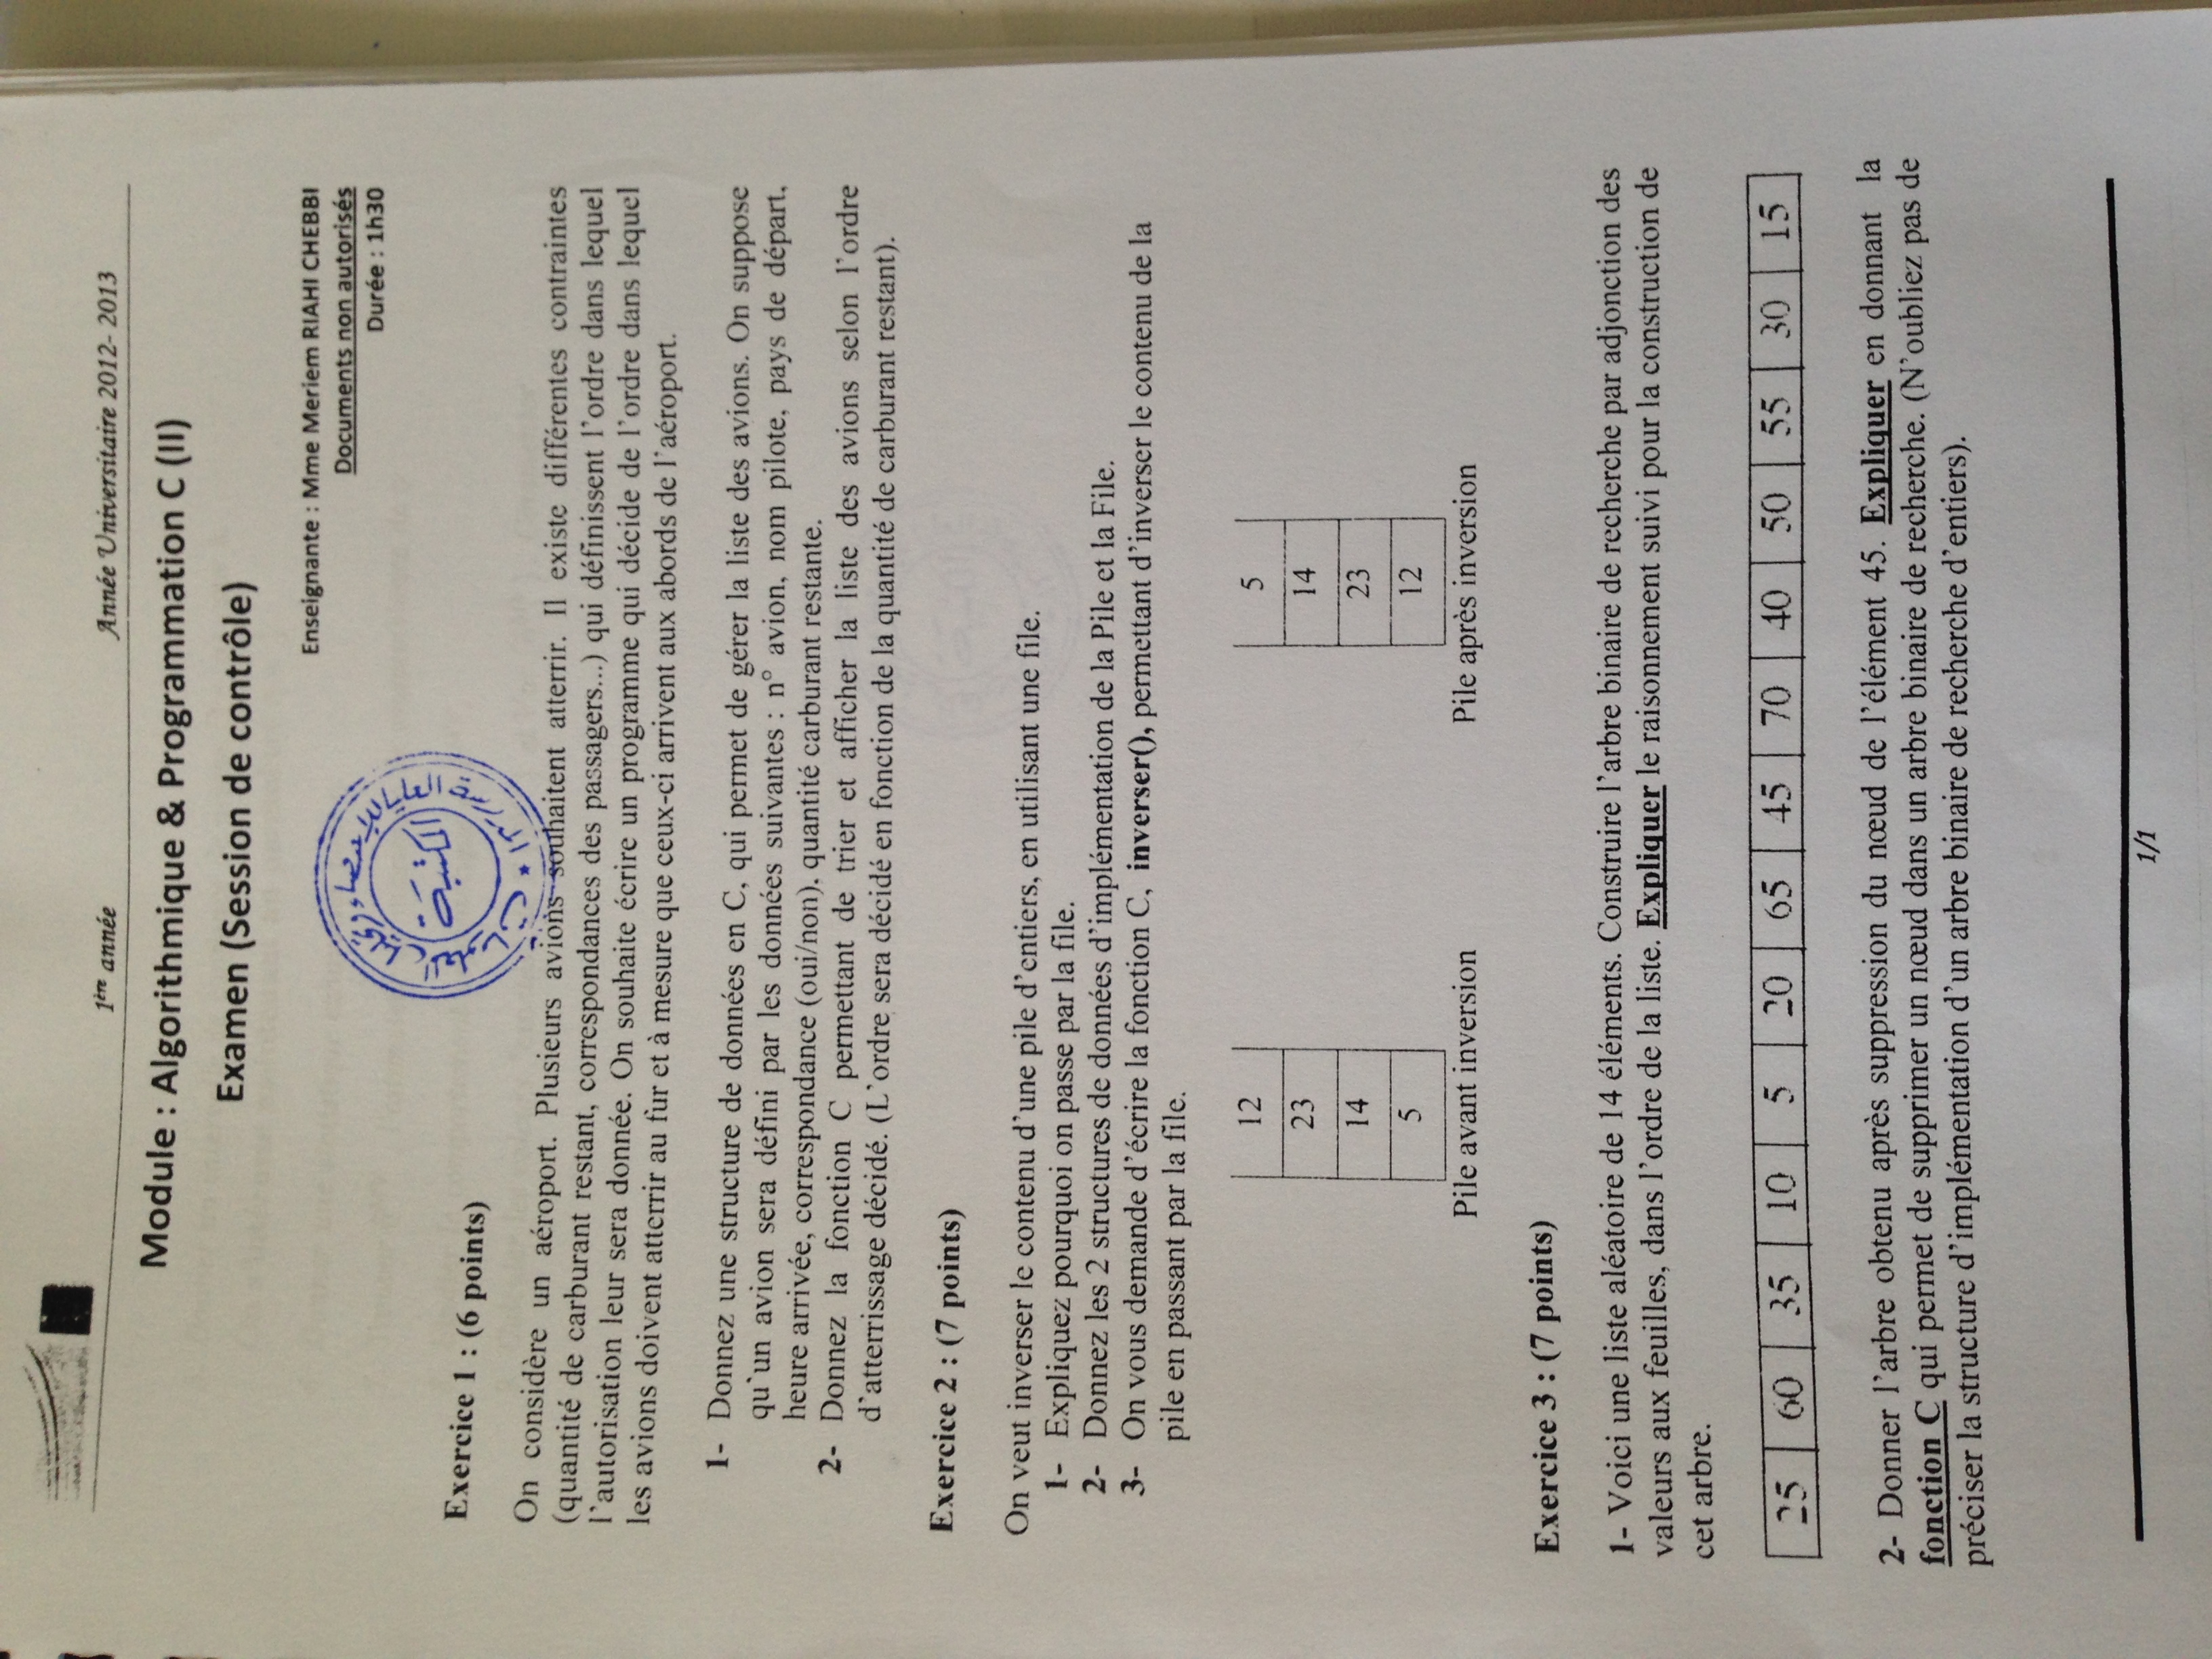 1ère année Année Universitaire 2012- 2013
Module : Algorithmique & Programmation C (II)
Examen (Session de contrôle)
Enseignante : Mme Meriem RIAHI CHEBBI
Documents non autorisés
Durée : 1h30
المكتبة
Exercice 1 : (6 points)
On considère un aéroport. Plusieurs avions souhaitent atterrir. Il existe différentes contraintes
(quantité de carburant restant, correspondances des passagers...) qui définissent l'ordre dans lequel
l'autorisation leur sera donnée. On souhaite écrire un programme qui décide de l'ordre dans lequel
les avions doivent atterrir au fur et à mesure que ceux-ci arrivent aux abords de l'aéroport.
1- Donnez une structure de données en C, qui permet de gérer la liste des avions. On suppose
qu'un avion sera défini par les données suivantes : n° avion, nom pilote, pays de départ,
heure arrivée, correspondance (oui/non), quantité carburant restante.
2- Donnez la fonction C permettant de trier et afficher la liste des avions selon l'ordre
d'atterrissage décidé. (L'ordre sera décidé en fonction de la quantité de carburant restant).
Exercice 2 : (7 points)
On veut inverser le contenu d'une pile d'entiers, en utilisant une file.
1- Expliquez pourquoi on passe par la file.
2- Donnez les 2 structures de données d'implémentation de la Pile et la File.
3- On vous demande d'écrire la fonction C, inverser(), permettant d'inverser le contenu de la
pile en passant par la file.
12 5
23 14
14 23
5 12
Pile avant inversion Pile après inversion
Exercice 3 : (7 points)
1- Voici une liste aléatoire de 14 éléments. Construire l'arbre binaire de recherche par adjonction des
valeurs aux feuilles, dans l'ordre de la liste. Expliquer le raisonnement suivi pour la construction de
cet arbre.
25 60 35 10 5 20 65 45 70 40 50 55 30 15
2- Donner l'arbre obtenu après suppression du nœud de l'élément 45. Expliquer en donnant la
fonction C qui permet de supprimer un nœud dans un arbre binaire de recherche. (N'oubliez pas de
préciser la structure d'implémentation d'un arbre binaire de recherche d'entiers).
1/1